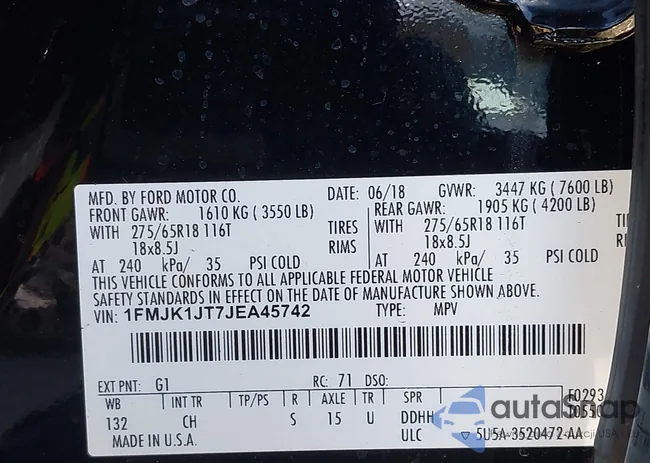 MFD. BY FORD MOTOR CO. DATE: 06/18 GVWR: 3447 KG (7600 LB)
FRONT GAWR: 1610 KG (3550 LB) REAR GAWR: 1905 KG (4200 LB)
WITH 275/65R18 116T TIRES WITH 275/65R18 116T
18x8.5J RIMS 18x8.5J
AT 240 kPa/ 35 PSI COLD AT 240 kPa/ 35 PSI COLD
THIS VEHICLE CONFORMS TO ALL APPLICABLE FEDERAL MOTOR VEHICLE
SAFETY STANDARDS IN EFFECT ON THE DATE OF MANUFACTURE SHOWN ABOVE.
VIN: 1FMJK1JT7JEA45742 TYPE: MPV
EXT PNT: G1 RC: 71 DSO:
WB INT TR TP/PS R AXLE TR SPR F0293
132 CH S 15 U DDHH
MADE IN U.S.A. ULC 5U5A-3520472-AA
autoSnap